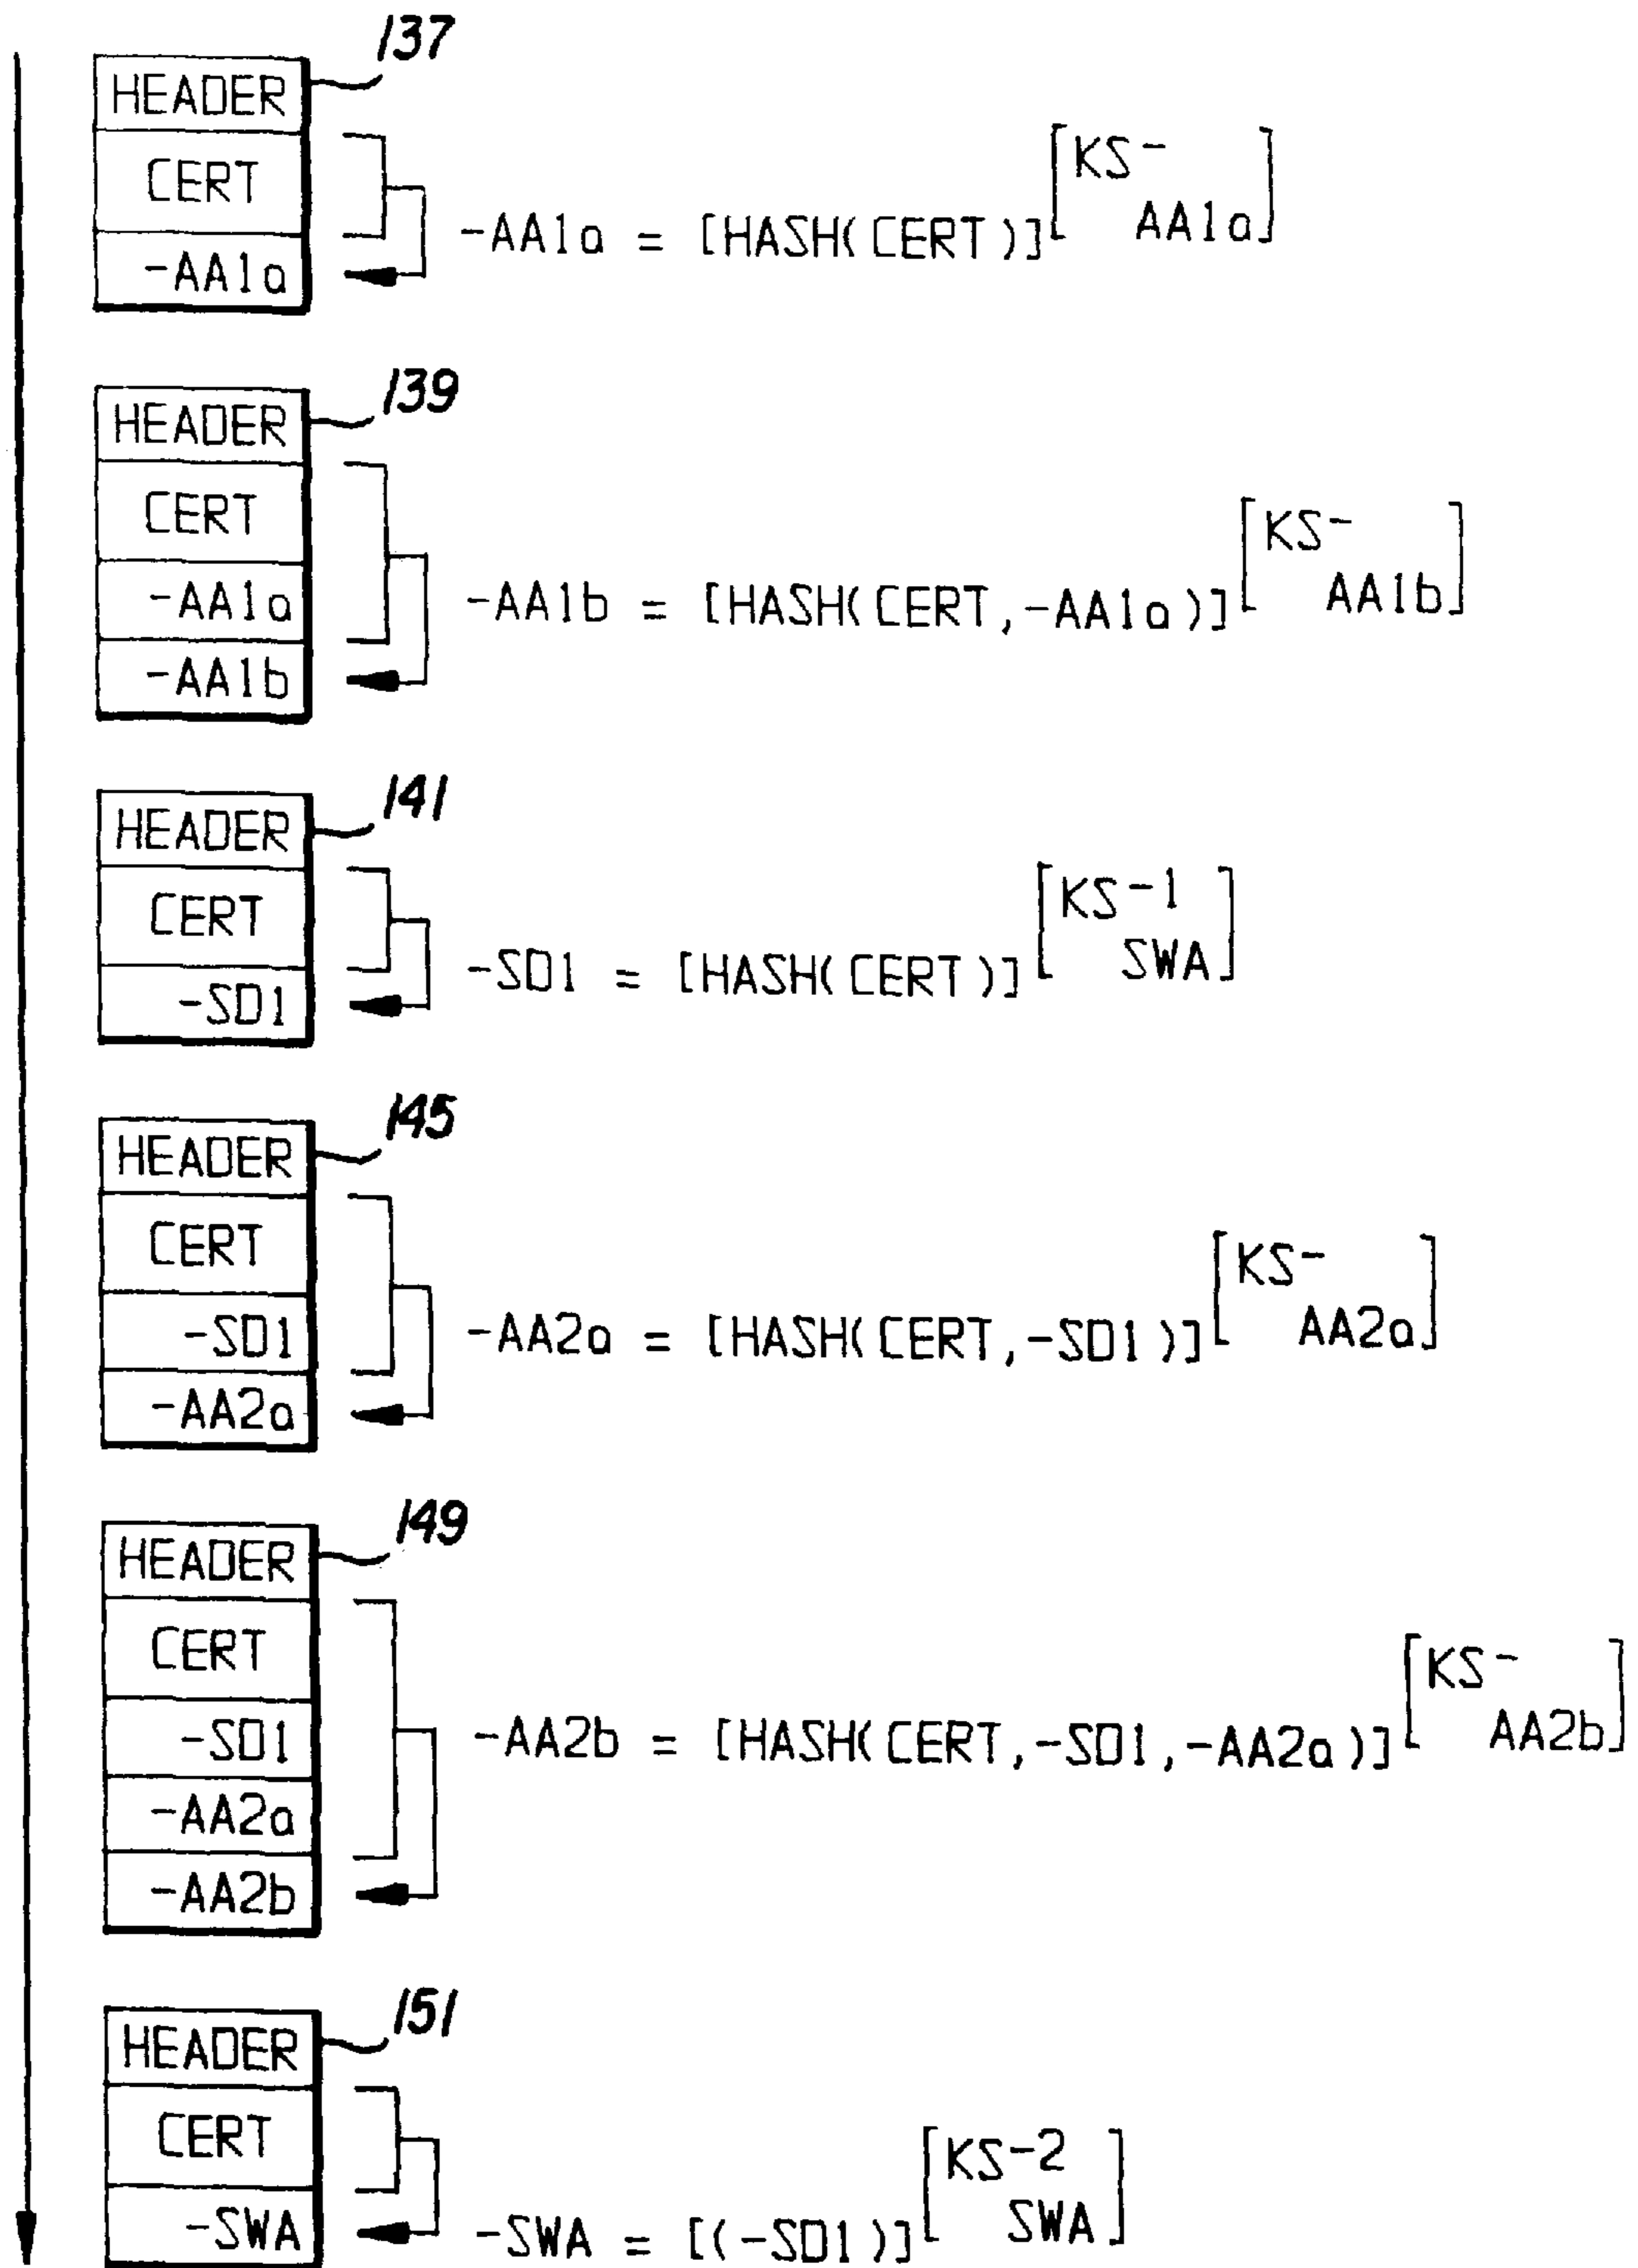 137
HEADER
CERT
-AA1a
-AA1a = [HASH(CERT)] [KS- AA1a]
139
HEADER
CERT
-AA1a
-AA1b
-AA1b = [HASH(CERT,-AA1a)] [KS- AA1b]
141
HEADER
CERT
-SD1
-SD1 = [HASH(CERT)] [KS-1 SWA]
145
HEADER
CERT
-SD1
-AA2a
-AA2a = [HASH(CERT,-SD1)] [KS- AA2a]
149
HEADER
CERT
-SD1
-AA2a
-AA2b
-AA2b = [HASH(CERT,-SD1,-AA2a)] [KS- AA2b]
151
HEADER
CERT
-SWA
-SWA = [(-SD1)] [KS-2 SWA]